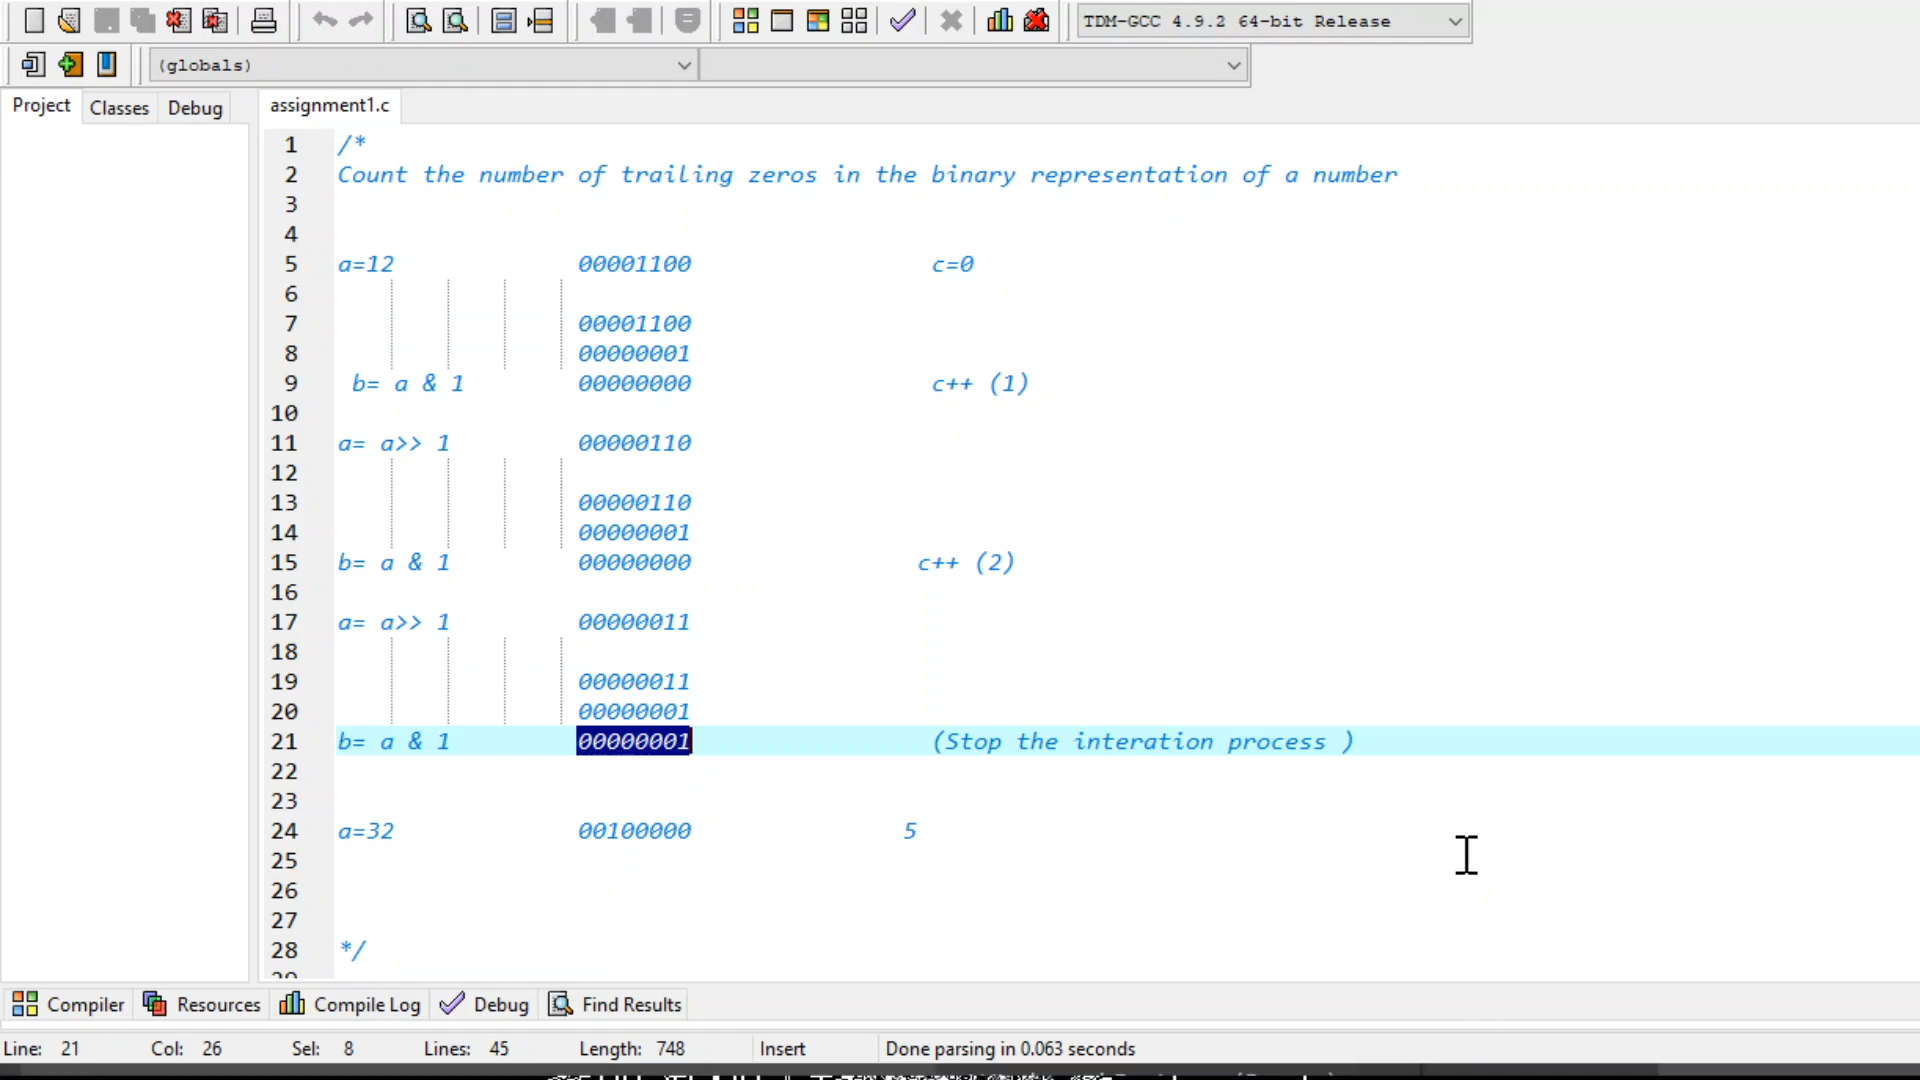 TDM-GCC 4.9.2 64-bit Release
(globals)
Project Classes Debug assignment1.c
1 /*
2 Count the number of trailing zeros in the binary representation of a number
3
4
5 a=12 00001100 c=0
6
7 00001100
8 00000001
9 b= a & 1 00000000 c++ (1)
10
11 a= a>> 1 00000110
12
13 00000110
14 00000001
15 b= a & 1 00000000 c++ (2)
16
17 a= a>> 1 00000011
18
19 00000011
20 00000001
21 b= a & 1 00000001 (Stop the interation process )
22
23
24 a=32 00100000 5
25
26
27
28 */
Compiler Resources Compile Log Debug Find Results
Line: 21 Col: 26 Sel: 8 Lines: 45 Length: 748 Insert Done parsing in 0.063 seconds